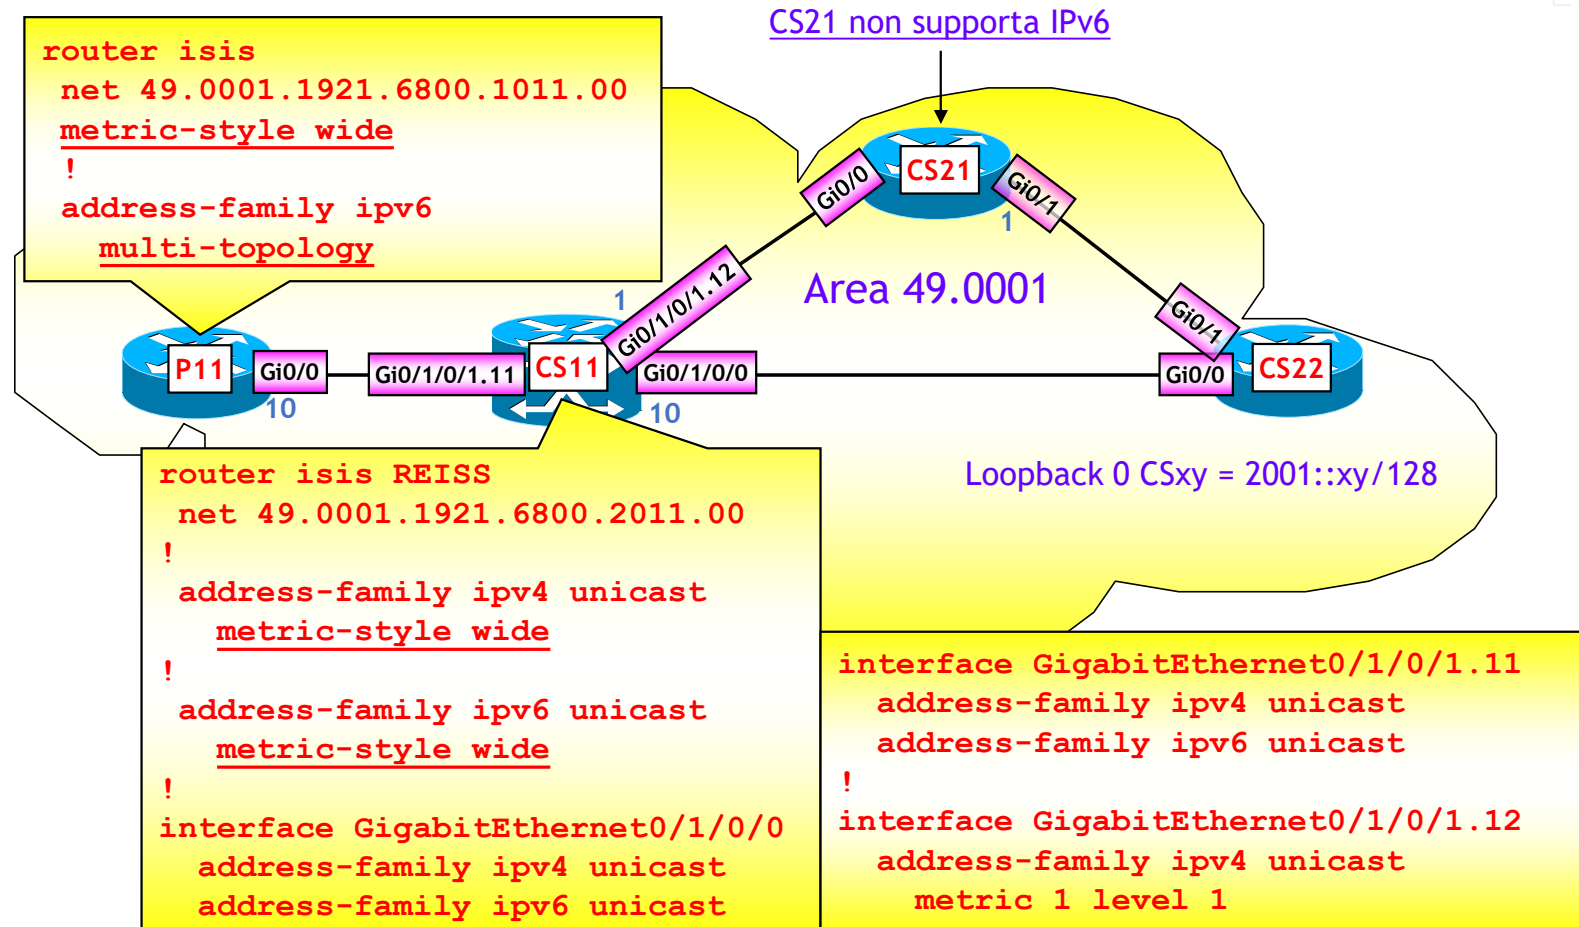 CS21 non supporta IPv6
router isis
net 49.0001.1921.6800.1011.00
metric-style wide
!
address-family ipv6
multi-topology
CS21
Gi0/0
Gi0/1
1
Area 49.0001
1
Gi0/1/0/1.12
Gi0/1
P11
Gi0/0
10
Gi0/1/0/1.11
CS11
Gi0/1/0/0
10
Gi0/0
CS22
Loopback 0 CSxy = 2001::xy/128
router isis REISS
net 49.0001.1921.6800.2011.00
!
address-family ipv4 unicast
metric-style wide
!
address-family ipv6 unicast
metric-style wide
!
interface GigabitEthernet0/1/0/0
address-family ipv4 unicast
address-family ipv6 unicast
interface GigabitEthernet0/1/0/1.11
address-family ipv4 unicast
address-family ipv6 unicast
!
interface GigabitEthernet0/1/0/1.12
address-family ipv4 unicast
metric 1 level 1